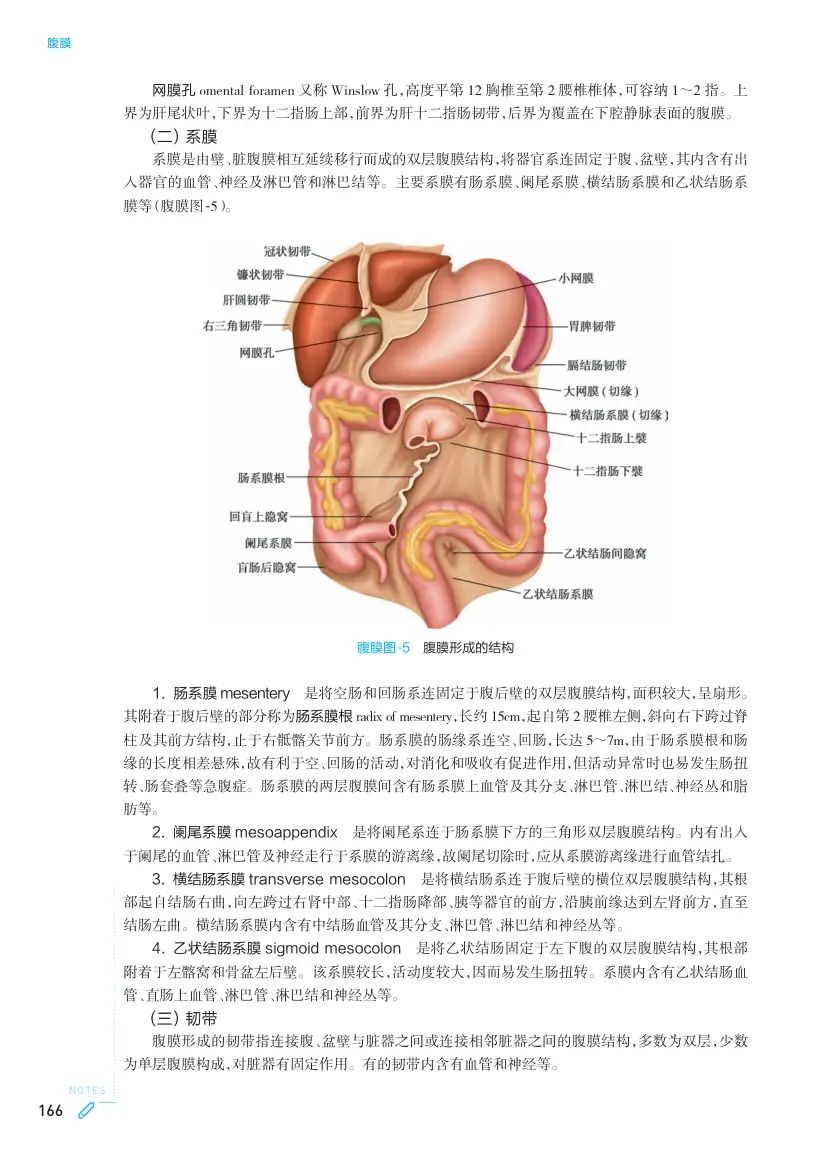 腹膜
网膜孔 omental foramen 又称 Winslow 孔，高度平第 12 胸椎至第 2 腰椎椎体，可容纳 1～2 指。上
界为肝尾状叶，下界为十二指肠上部，前界为肝十二指肠韧带，后界为覆盖在下腔静脉表面的腹膜。
（二）系膜
系膜是由壁、脏腹膜相互延续移行而成的双层腹膜结构，将器官系连固定于腹、盆壁，其内含有出
入器官的血管、神经及淋巴管和淋巴结等。主要系膜有肠系膜、阑尾系膜、横结肠系膜和乙状结肠系
膜等（腹膜图-5）。
冠状韧带
镰状韧带
肝圆韧带
右三角韧带
网膜孔
小网膜
胃脾韧带
膈结肠韧带
大网膜（切缘）
横结肠系膜（切缘）
十二指肠上襞
十二指肠下襞
肠系膜根
回盲上隐窝
阑尾系膜
盲肠后隐窝
乙状结肠间隐窝
乙状结肠系膜
腹膜图-5 腹膜形成的结构
1. 肠系膜 mesentery 是将空肠和回肠系连固定于腹后壁的双层腹膜结构，面积较大，呈扇形。
其附着于腹后壁的部分称为肠系膜根 radix of mesentery，长约 15cm，起自第 2 腰椎左侧，斜向右下跨过脊
柱及其前方结构，止于右骶髂关节前方。肠系膜的肠缘系连空、回肠，长达 5～7m，由于肠系膜根和肠
缘的长度相差悬殊，故有利于空、回肠的活动，对消化和吸收有促进作用，但活动异常时也易发生肠扭
转、肠套叠等急腹症。肠系膜的两层腹膜间含有肠系膜上血管及其分支、淋巴管、淋巴结、神经丛和脂
肪等。
2. 阑尾系膜 mesoappendix 是将阑尾系连于肠系膜下方的三角形双层腹膜结构。内有出入
于阑尾的血管、淋巴管及神经走行于系膜的游离缘，故阑尾切除时，应从系膜游离缘进行血管结扎。
3. 横结肠系膜 transverse mesocolon 是将横结肠系连于腹后壁的横位双层腹膜结构，其根
部起自结肠右曲，向左跨过右肾中部、十二指肠降部、胰等器官的前方，沿胰前缘达到左肾前方，直至
结肠左曲。横结肠系膜内含有中结肠血管及其分支、淋巴管、淋巴结和神经丛等。
4. 乙状结肠系膜 sigmoid mesocolon 是将乙状结肠固定于左下腹的双层腹膜结构，其根部
附着于左髂窝和骨盆左后壁。该系膜较长，活动度较大，因而易发生肠扭转。系膜内含有乙状结肠血
管、直肠上血管、淋巴管、淋巴结和神经丛等。
（三）韧带
腹膜形成的韧带指连接腹、盆壁与脏器之间或连接相邻脏器之间的腹膜结构，多数为双层，少数
为单层腹膜构成，对脏器有固定作用。有的韧带内含有血管和神经等。
NOTES
166